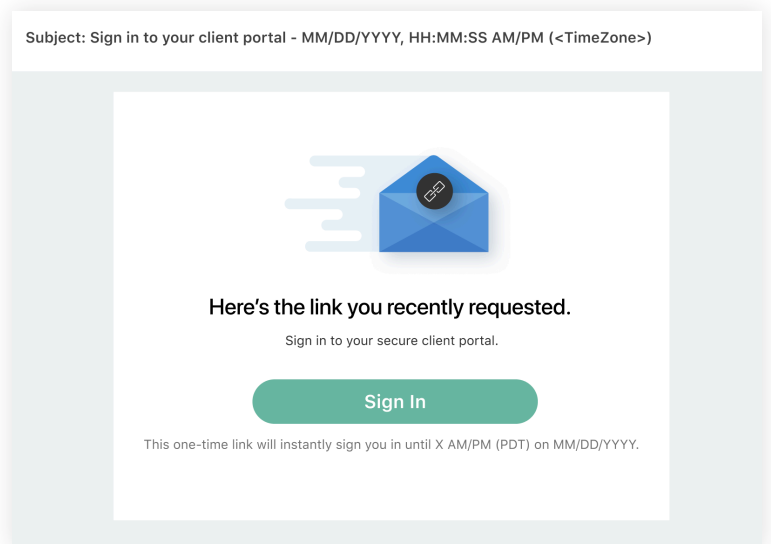 Subject: Sign in to your client portal - MM/DD/YYYY, HH:MM:SS AM/PM (<TimeZone>)
Here's the link you recently requested.
Sign in to your secure client portal.
Sign In
This one-time link will instantly sign you in until X AM/PM (PDT) on MM/DD/YYYY.